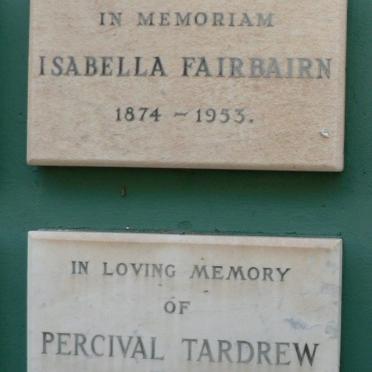 IN MEMORIAM
ISABELLA FAIRBAIRN
1874 ~ 1953.
IN LOVING MEMORY
OF
PERCIVAL TARDREW